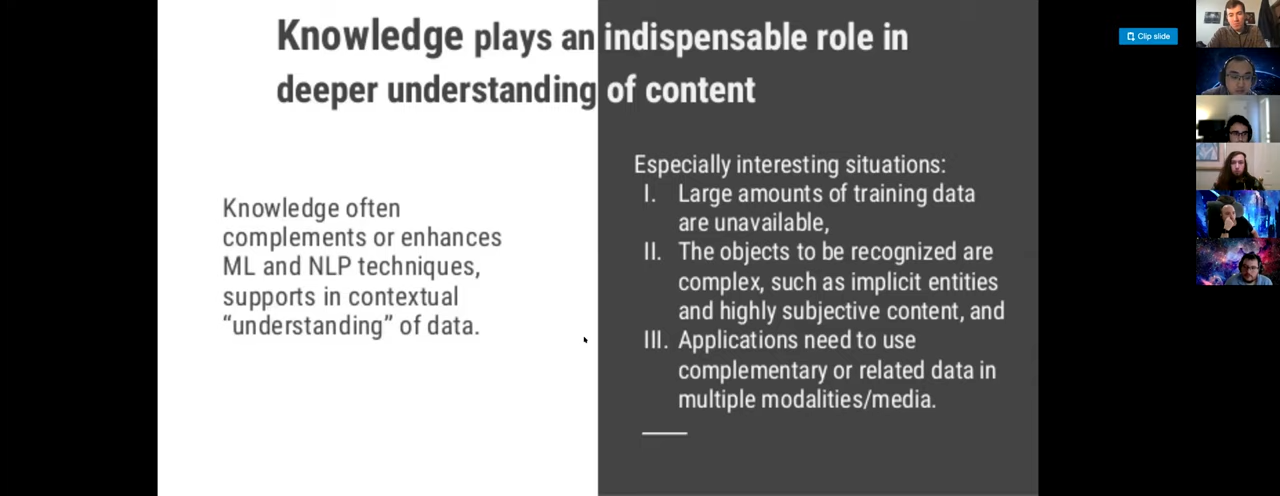 Knowledge plays an indispensable role in
deeper understanding of content
Clip slide
Knowledge often
complements or enhances
ML and NLP techniques,
supports in contextual
“understanding” of data.
Especially interesting situations:
I. Large amounts of training data
are unavailable,
II. The objects to be recognized are
complex, such as implicit entities
and highly subjective content, and
III. Applications need to use
complementary or related data in
multiple modalities/media.